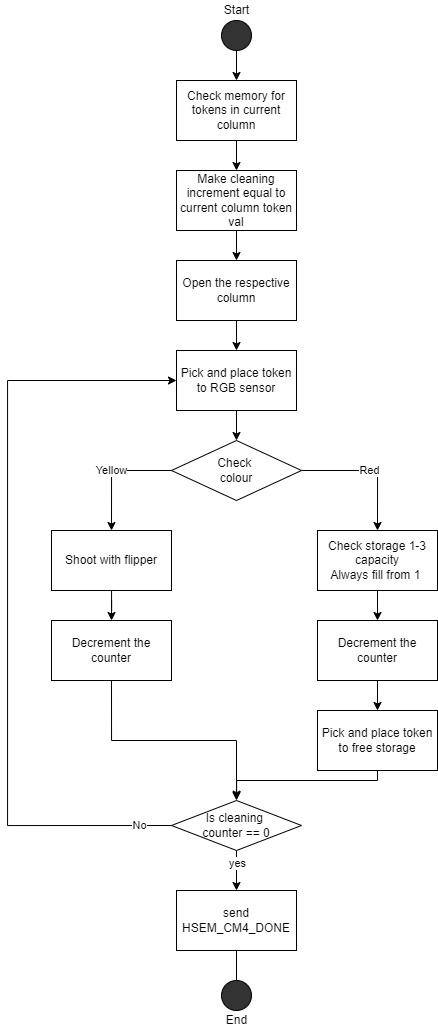 Start
Check memory for
tokens in current
column
Make cleaning
increment equal to
current column token
val
Open the respective
column
Pick and place token
to RGB sensor
Check
colour
Yellow
Red
Shoot with flipper
Check storage 1-3
capacity
Always fill from 1
Decrement the
counter
Decrement the
counter
Pick and place token
to free storage
Is cleaning
counter == 0
No
yes
send
HSEM_CM4_DONE
End